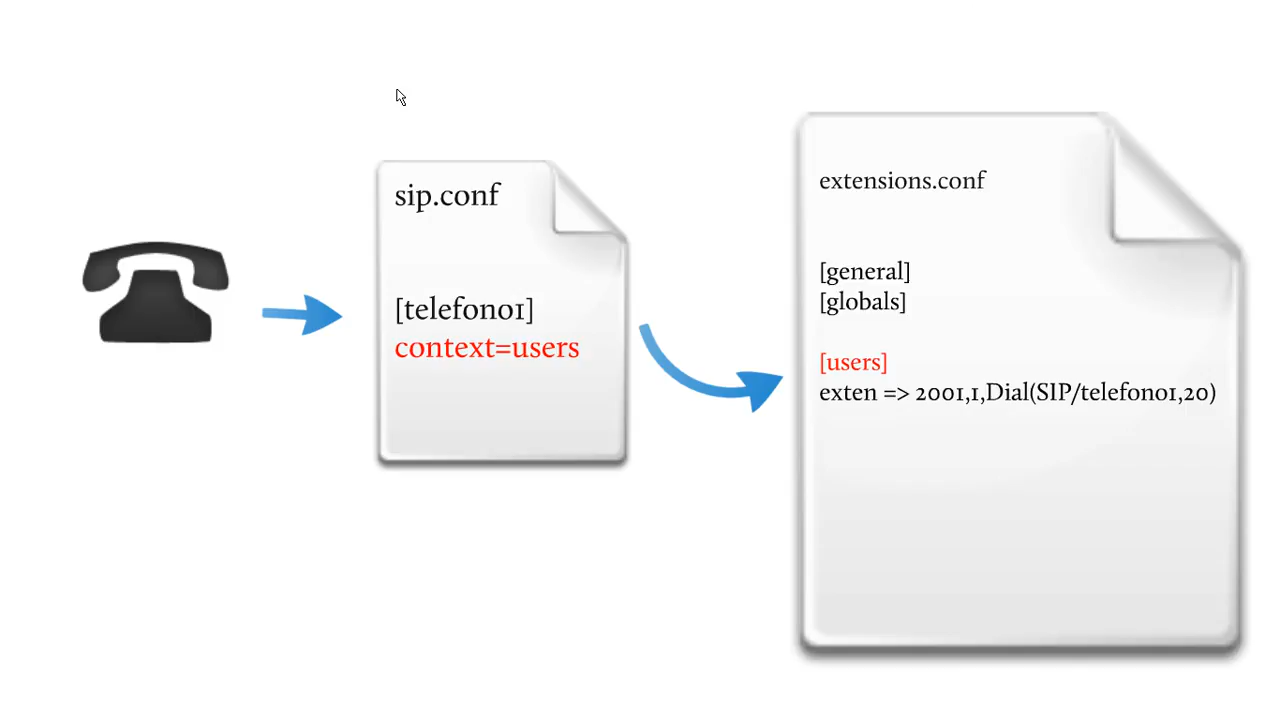 sip.conf
[telefono1]
context=users
extensions.conf
[general]
[globals]
[users]
exten => 2001,1,Dial(SIP/telefono1,20)